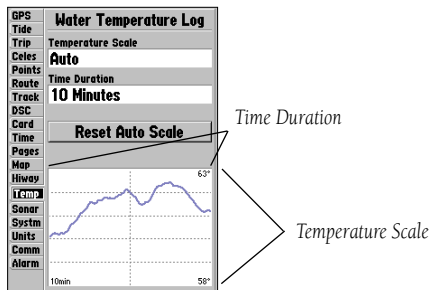 GPS
Tide
Trip
Celes
Points
Route
Track
DSC
Card
Time
Pages
Map
Hiway
Temp
Sonar
Systm
Units
Comm
Alarm
Water Temperature Log
Temperature Scale
Auto
Time Duration
10 Minutes
Reset Auto Scale
63°
10min
58°
Time Duration
Temperature Scale